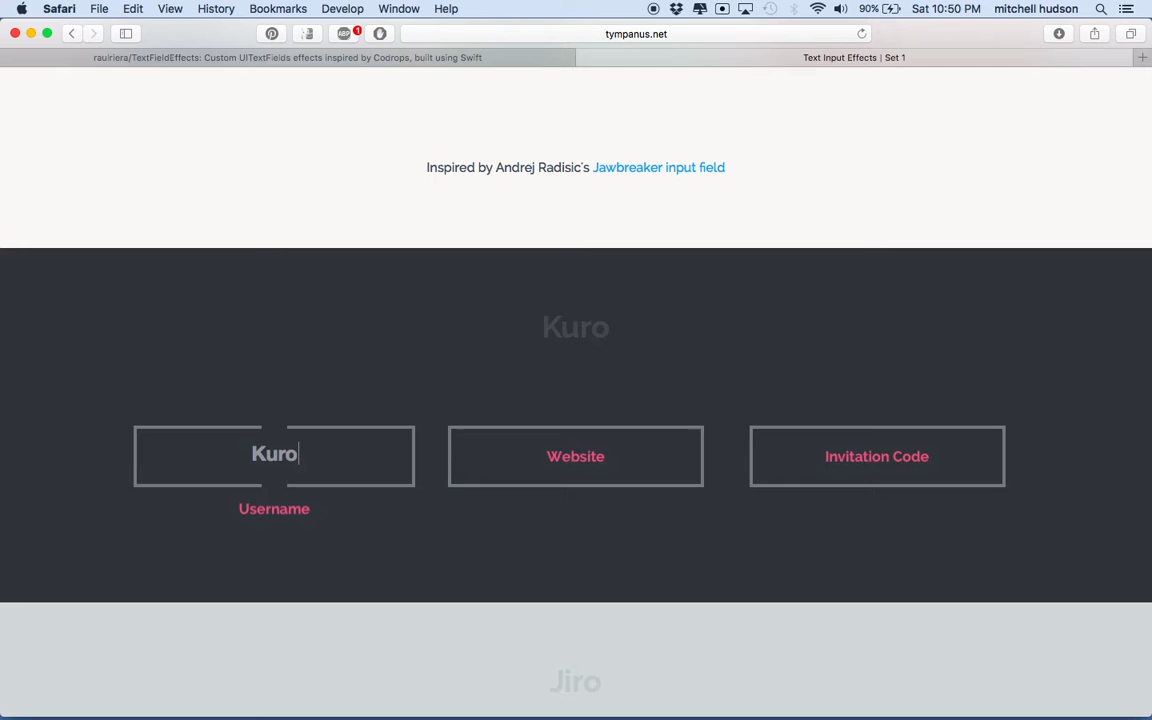 Safari File Edit View History Bookmarks Develop Window Help 90% Sat 10:50 PM mitchell hudson
ABP 1 tympanus.net
raulriera/TextFieldEffects: Custom UITextFields effects inspired by Codrops, built using Swift Text Input Effects | Set 1
Inspired by Andrej Radisic's Jawbreaker input field
Kuro
Kuro Website Invitation Code
Username
Jiro